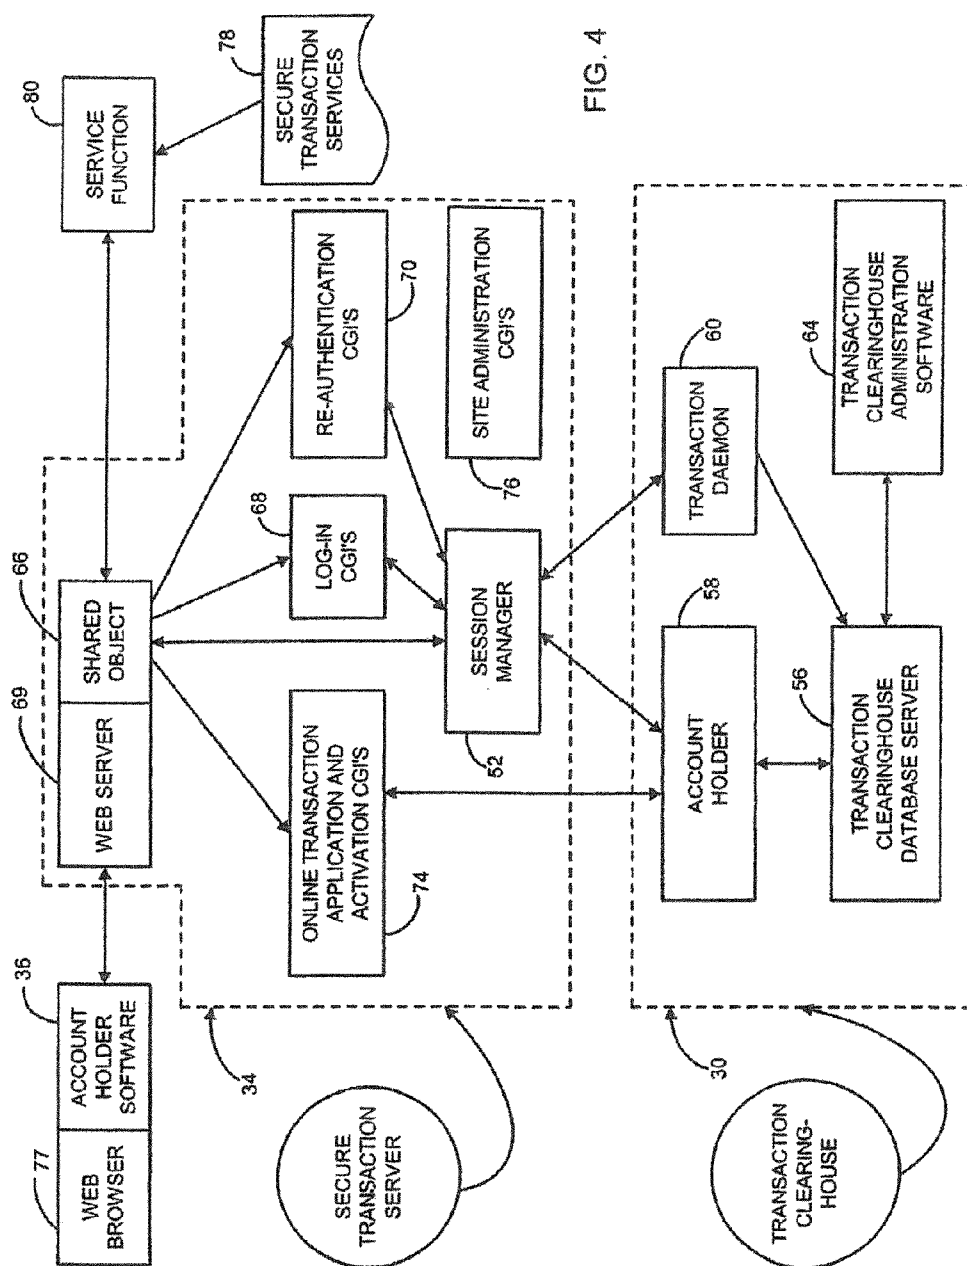 77
WEB
BROWSER
36
ACCOUNT
HOLDER
SOFTWARE
69
WEB SERVER
66
SHARED
OBJECT
80
SERVICE
FUNCTION
78
SECURE
TRANSACTION
SERVICES
34
SECURE
TRANSACTION
SERVER
ONLINE TRANSACTION
APPLICATION AND
ACTIVATION CGI'S
74
68
LOG-IN
CGI'S
RE-AUTHENTICATION
CGI'S
70
SESSION
MANAGER
52
SITE ADMINISTRATION
CGI'S
76
30
TRANSACTION
CLEARING-
HOUSE
ACCOUNT
HOLDER
58
TRANSACTION
DAEMON
60
56
TRANSACTION
CLEARINGHOUSE
DATABASE SERVER
64
TRANSACTION
CLEARINGHOUSE
ADMINISTRATION
SOFTWARE
FIG. 4